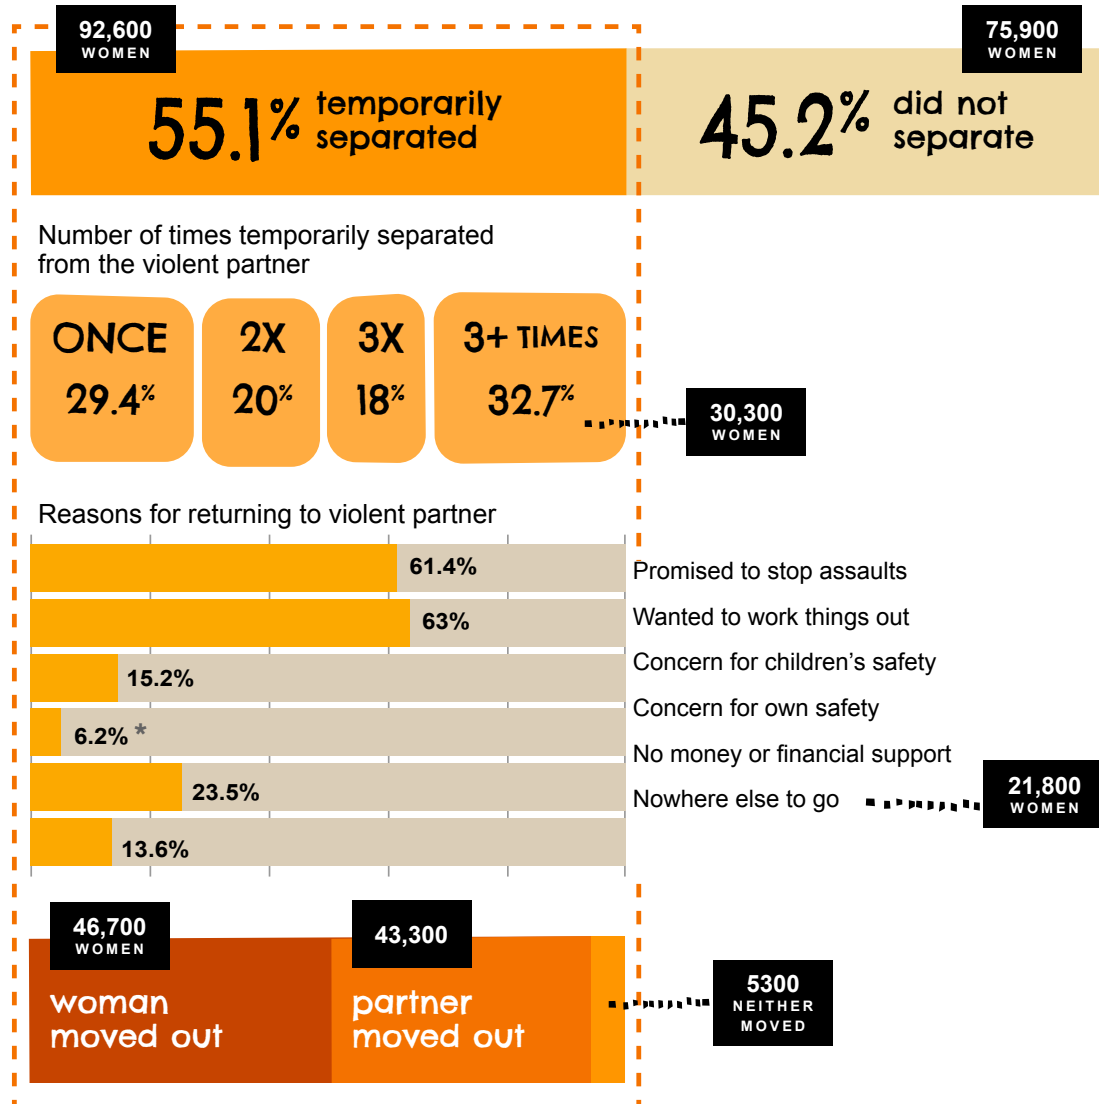 92,600
WOMEN
75,900
WOMEN
55.1% temporarily
separated
45.2% did not
separate
Number of times temporarily separated
from the violent partner
ONCE
29.4%
2X
20%
3X
18%
3+ TIMES
32.7%
30,300
WOMEN
Reasons for returning to violent partner
61.4%
Promised to stop assaults
63%
Wanted to work things out
15.2%
Concern for children's safety
6.2% *
Concern for own safety
23.5%
No money or financial support
13.6%
Nowhere else to go
21,800
WOMEN
46,700
WOMEN
woman
moved out
43,300
partner
moved out
5300
NEITHER
MOVED